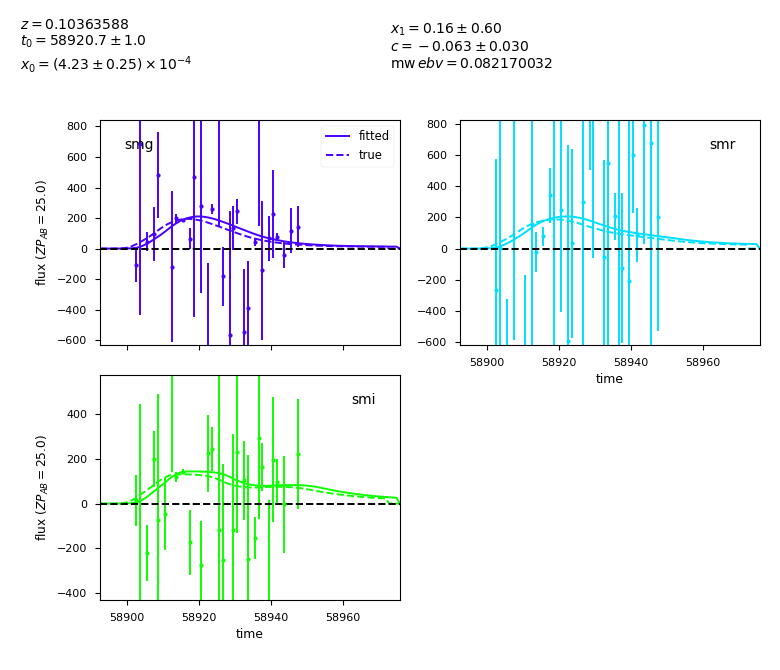 z = 0.10363588
t₀ = 58920.7 ± 1.0
x₀ = (4.23 ± 0.25) × 10⁻⁴
x₁ = 0.16 ± 0.60
c = −0.063 ± 0.030
mw ebv = 0.082170032
800
600
400
200
0
−200
−400
−600
flux (ZP_AB = 25.0)
smg
fitted
true
800
600
400
200
0
−200
−400
−600
smr
58900 58920 58940 58960
time
400
200
0
−200
−400
flux (ZP_AB = 25.0)
smi
58900 58920 58940 58960
time